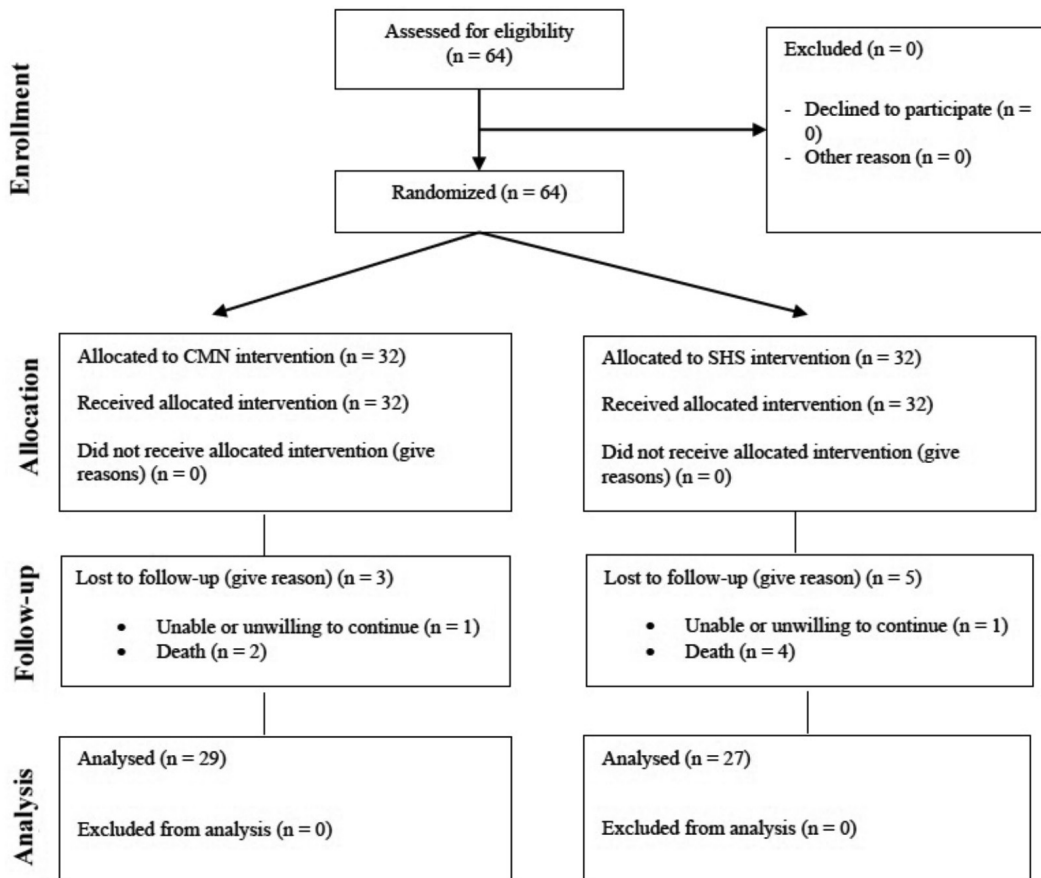 Enrollment
Assessed for eligibility
(n = 64)
Excluded (n = 0)
- Declined to participate (n =
0)
- Other reason (n = 0)
Randomized (n = 64)
Allocation
Allocated to CMN intervention (n = 32)
Received allocated intervention (n = 32)
Did not receive allocated intervention (give
reasons) (n = 0)
Allocated to SHS intervention (n = 32)
Received allocated intervention (n = 32)
Did not receive allocated intervention (give
reasons) (n = 0)
Follow-up
Lost to follow-up (give reason) (n = 3)
• Unable or unwilling to continue (n = 1)
• Death (n = 2)
Lost to follow-up (give reason) (n = 5)
• Unable or unwilling to continue (n = 1)
• Death (n = 4)
Analysis
Analysed (n = 29)
Excluded from analysis (n = 0)
Analysed (n = 27)
Excluded from analysis (n = 0)